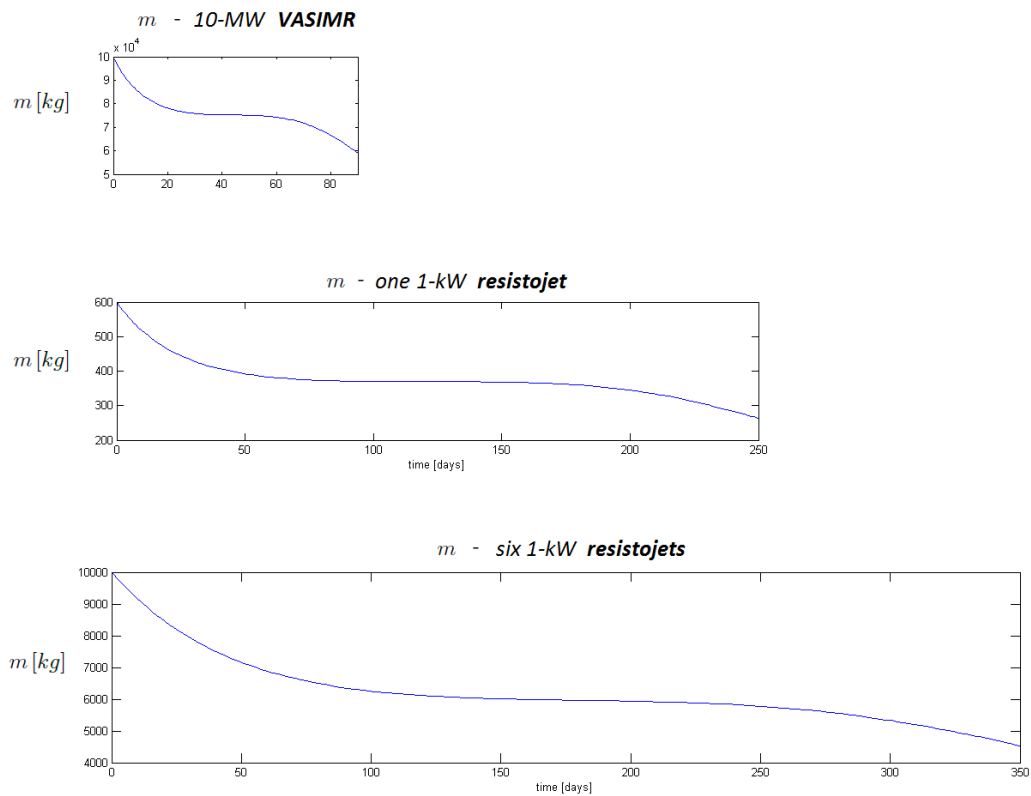 m - 10-MW VASIMR
x 10⁴
10
9
8
7
6
5
m [kg]
0 20 40 60 80
m - one 1-kW resistojet
600
500
400
300
200
m [kg]
0 50 100 150 200 250
time [days]
m - six 1-kW resistojets
10000
9000
8000
7000
6000
5000
4000
m [kg]
0 50 100 150 200 250 300 350
time [days]